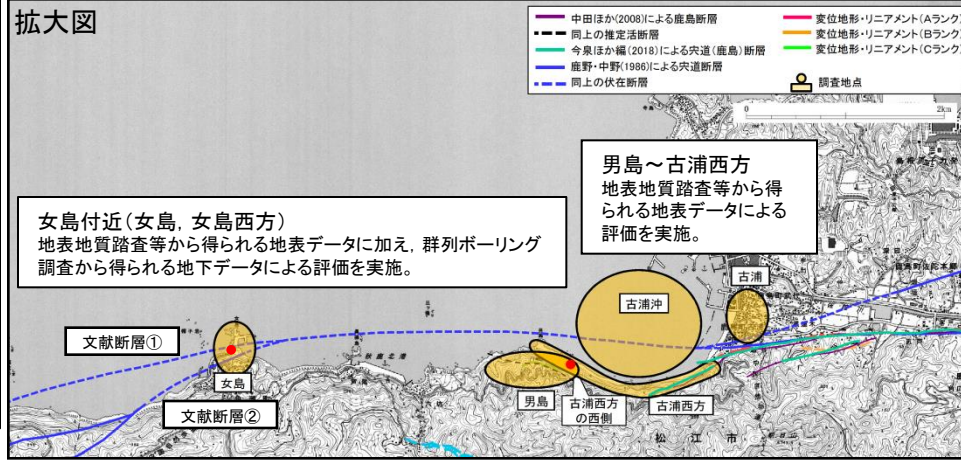 拡大図
中田ほか(2008)による鹿島断層
同上の推定活断層
今泉ほか編(2018)による宍道(鹿島)断層
鹿野・中野(1986)による宍道断層
同上の伏在断層
変位地形・リニアメント(Aランク)
変位地形・リニアメント(Bランク)
変位地形・リニアメント(Cランク)
調査地点
0
2km
男島～古浦西方
地表地質踏査等から得
られる地表データによる
評価を実施。
女島付近(女島, 女島西方)
地表地質踏査等から得られる地表データに加え, 群列ボーリング
調査から得られる地下データによる評価を実施。
古浦
古浦沖
文献断層①
女島
文献断層②
男島
古浦西方
の西側
古浦西方
松江市